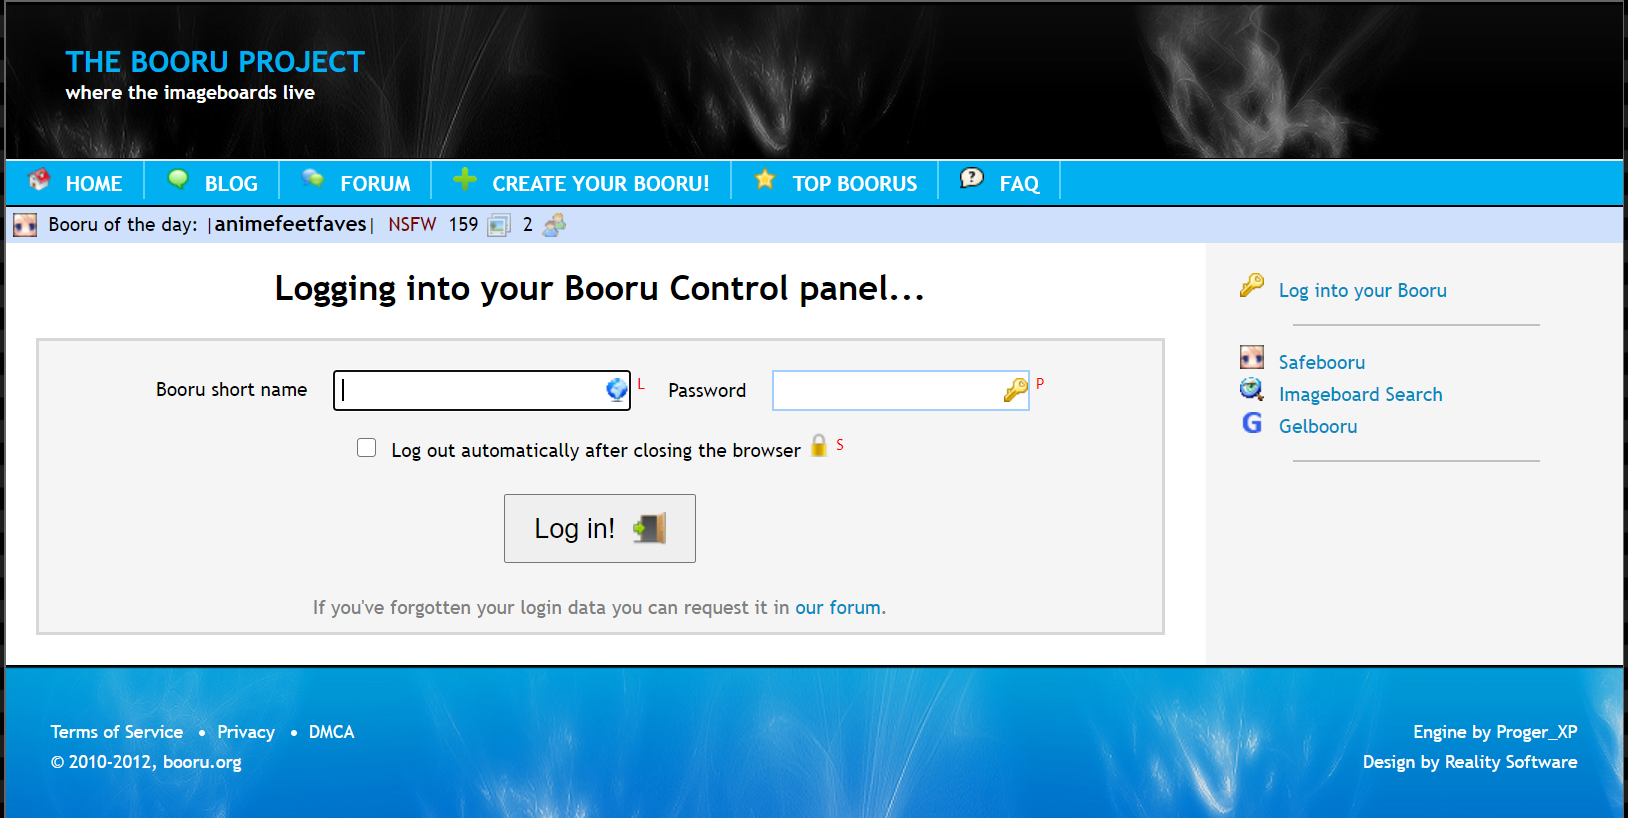 THE BOORU PROJECT
where the imageboards live
HOME BLOG FORUM CREATE YOUR BOORU! TOP BOORUS FAQ
Booru of the day: |animefeetfaves| NSFW 159 2
Logging into your Booru Control panel...
Booru short name L Password P
Log out automatically after closing the browser S
Log in!
If you've forgotten your login data you can request it in our forum.
Log into your Booru
Safebooru
Imageboard Search
G Gelbooru
Terms of Service • Privacy • DMCA
© 2010-2012, booru.org
Engine by Proger_XP
Design by Reality Software